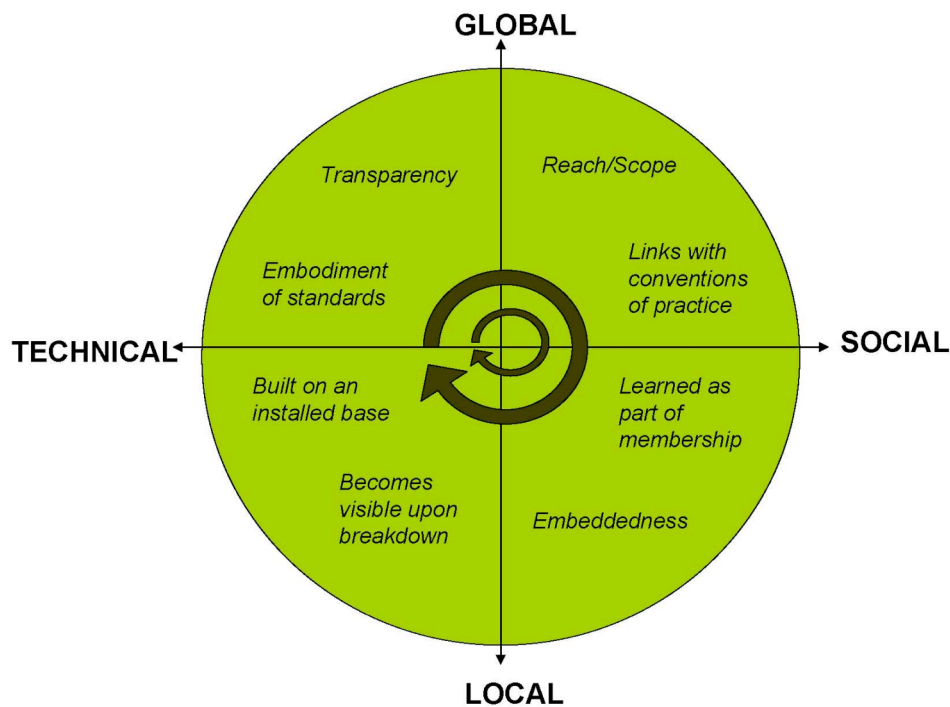 GLOBAL
Transparency
Reach/Scope
Embodiment
of standards
Links with
conventions
of practice
TECHNICAL
SOCIAL
Built on an
installed base
Learned as
part of
membership
Becomes
visible upon
breakdown
Embeddedness
LOCAL